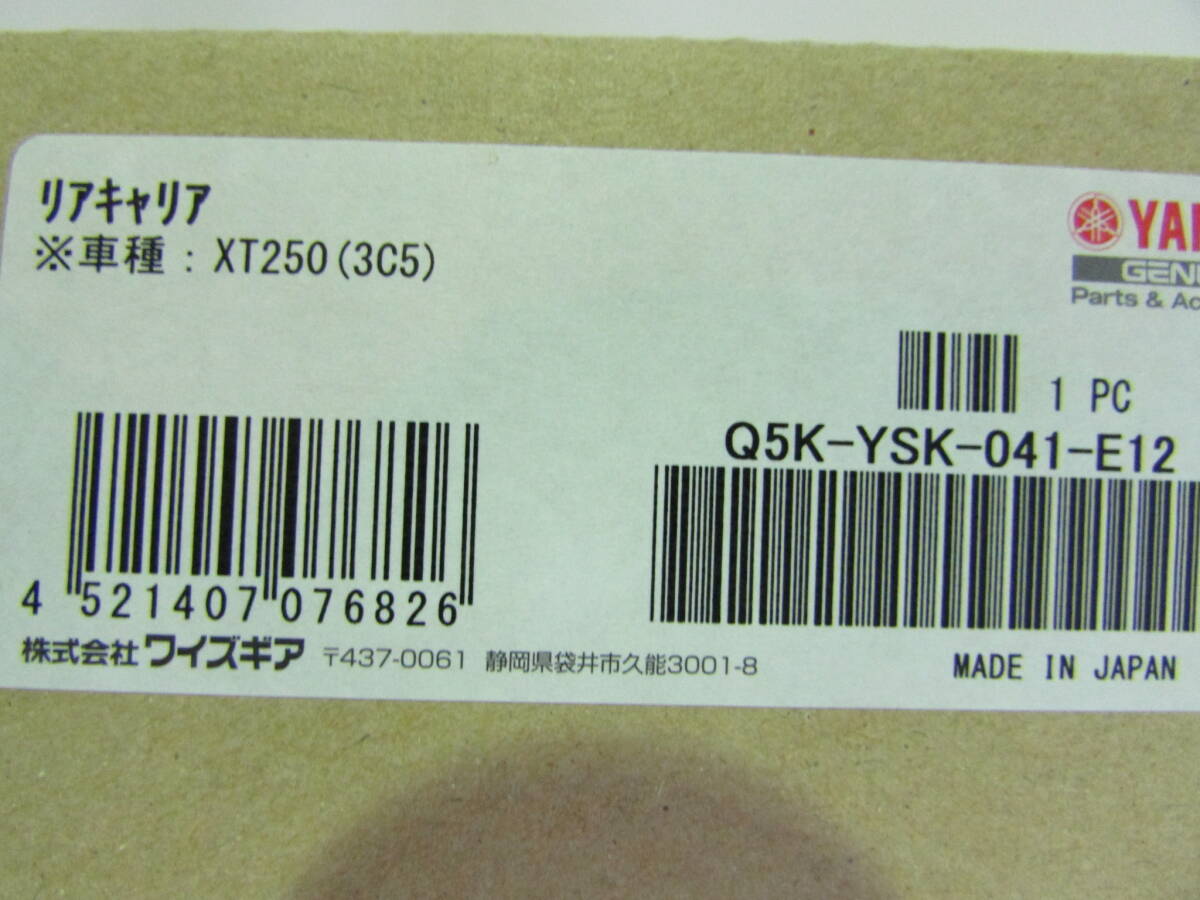 リアキャリア
※車種：XT250(3C5)
YA
GEN
Parts & Ac
1 PC
Q5K-YSK-041-E12
4 521407 076826
株式会社 ワイズギア 〒437-0061 静岡県袋井市久能3001-8
MADE IN JAPAN